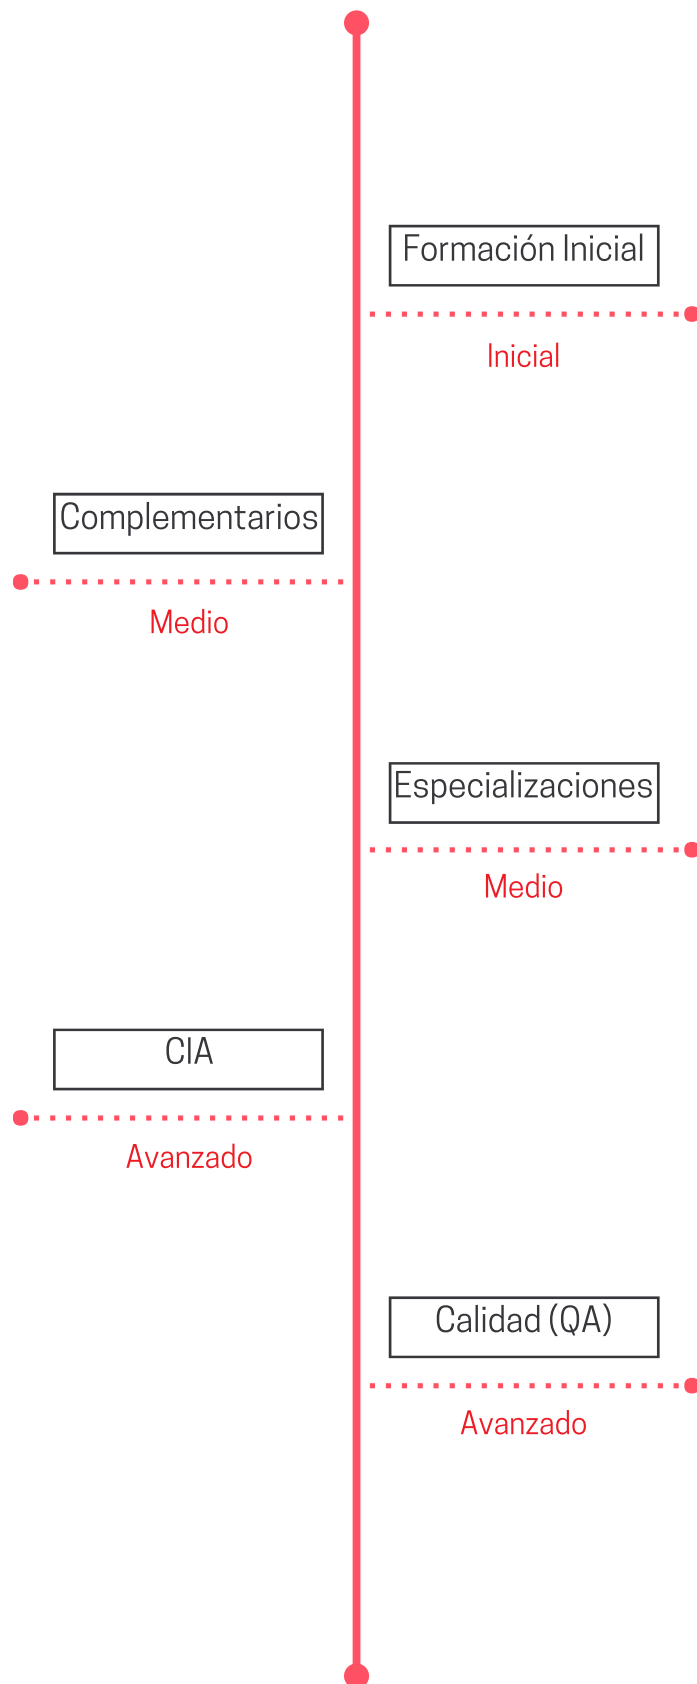 Formación Inicial
Inicial
Complementarios
Medio
Especializaciones
Medio
CIA
Avanzado
Calidad (QA)
Avanzado